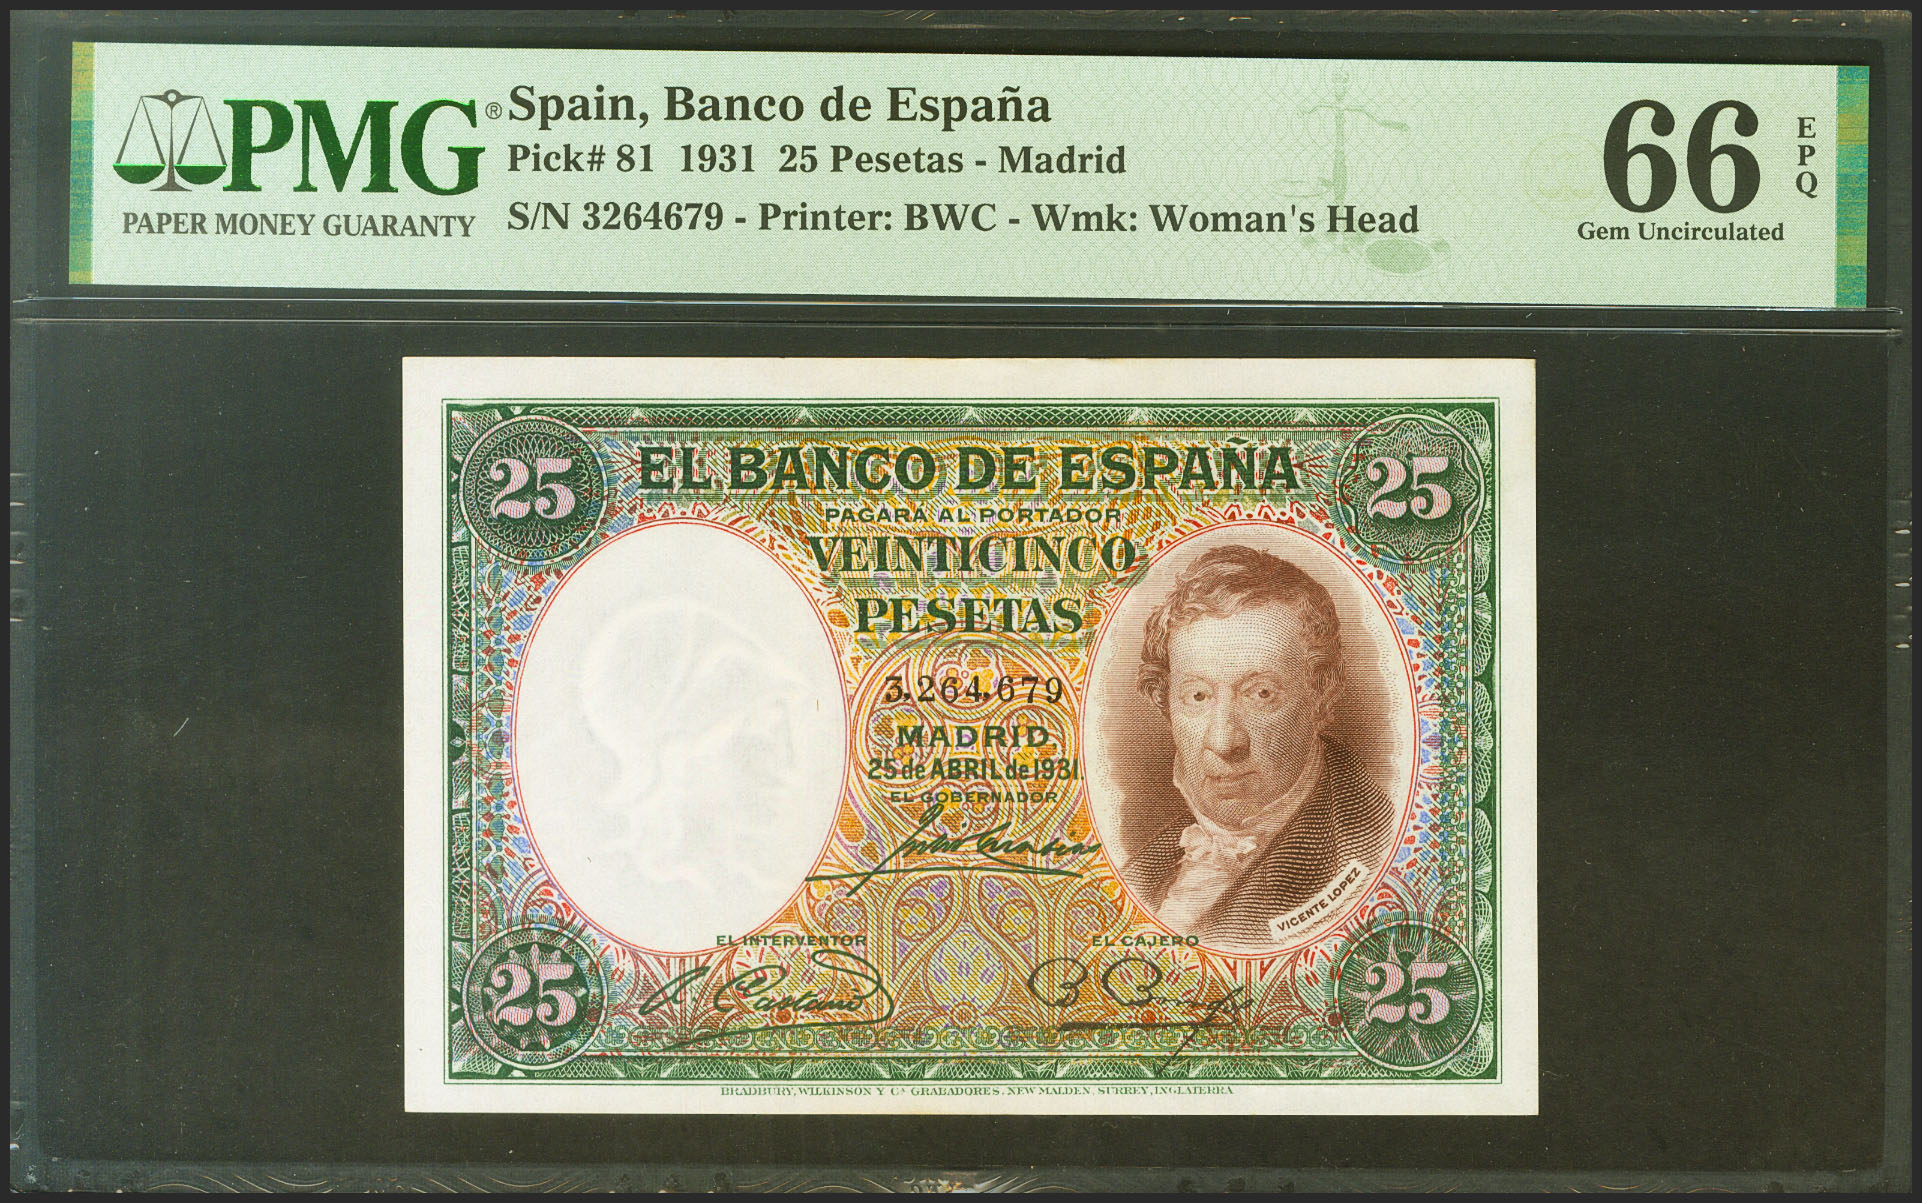 PMG®
PAPER MONEY GUARANTY
Spain, Banco de España
Pick# 81 1931 25 Pesetas - Madrid
S/N 3264679 - Printer: BWC - Wmk: Woman's Head
66
EPQ
Gem Uncirculated
25
EL BANCO DE ESPAÑA
25
PAGARÁ AL PORTADOR
VEINTICINCO
PESETAS
3,264,679
MADRID,
25 de ABRIL de 1931.
EL GOBERNADOR
VICENTE LOPEZ
EL INTERVENTOR
EL CAJERO
25
25
BRADBURY, WILKINSON Y Cª GRABADORES, NEW MALDEN, SURREY, INGLATERRA